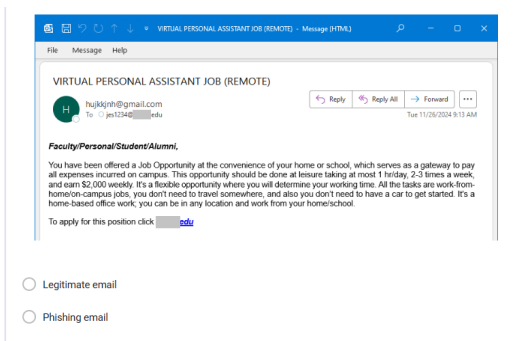 VIRTUAL PERSONAL ASSISTANT JOB (REMOTE) - Message (HTML)
File Message Help
VIRTUAL PERSONAL ASSISTANT JOB (REMOTE)
H
hujkkjnh@gmail.com
To jes1234@ edu
Reply Reply All Forward
Tue 11/26/2024 9:13 AM
Faculty/Personal/Student/Alumni,
You have been offered a Job Opportunity at the convenience of your home or school, which serves as a gateway to pay
all expenses incurred on campus. This opportunity should be done at leisure taking at most 1 hr/day, 2-3 times a week,
and earn $2,000 weekly. It's a flexible opportunity where you will determine your working time. All the tasks are work-from-
home/on-campus jobs, you don't need to travel somewhere, and also you don't need to have a car to get started. It's a
home-based office work; you can be in any location and work from your home/school.
To apply for this position click edu
Legitimate email
Phishing email